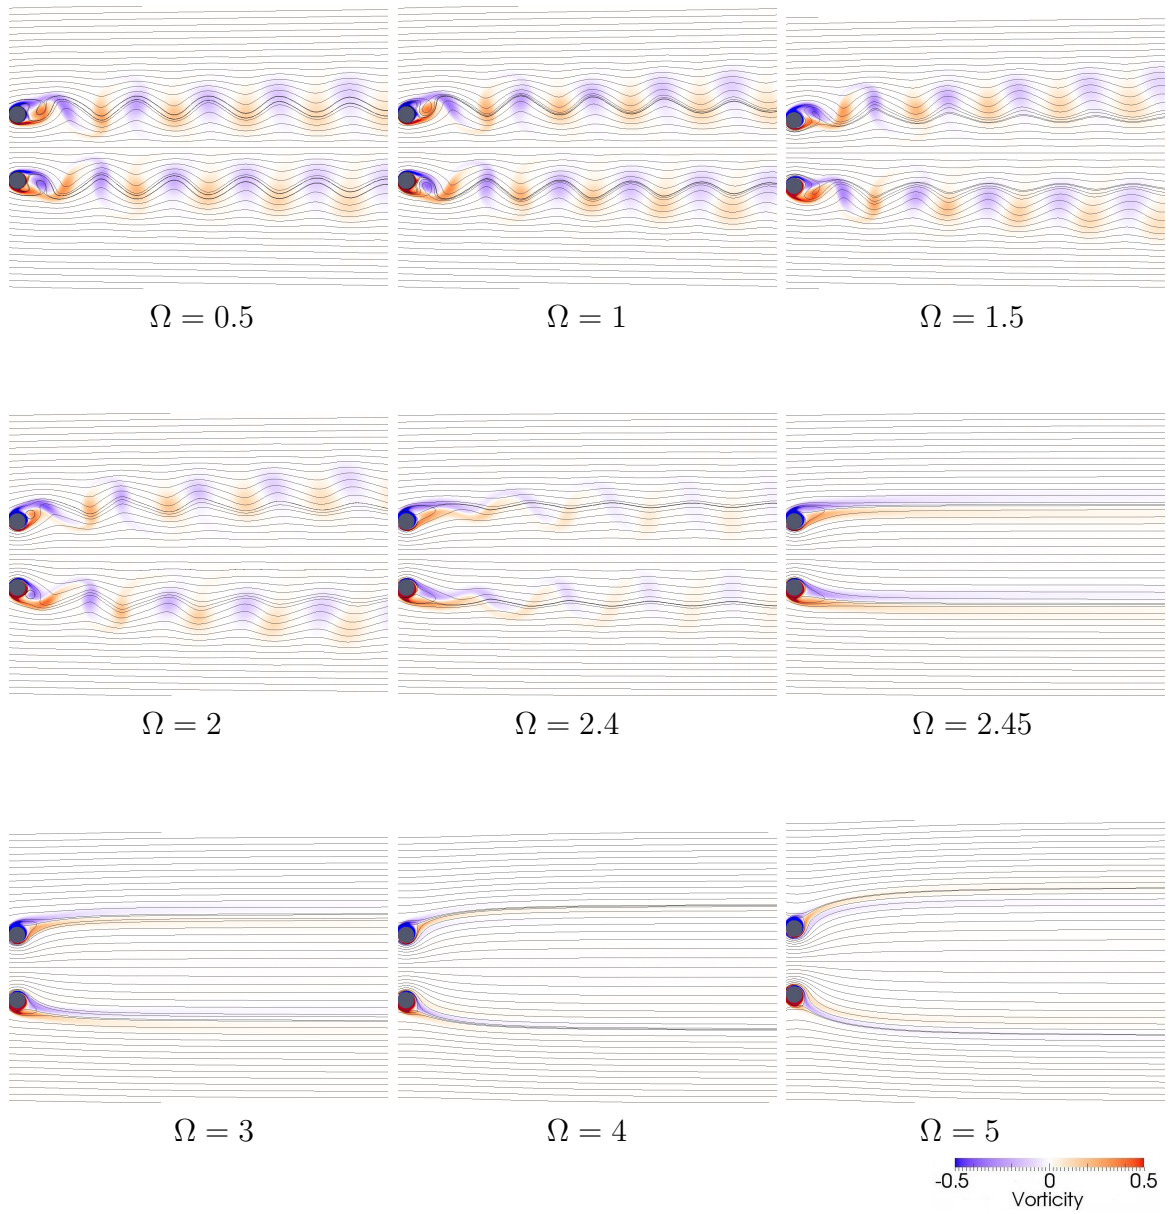 Ω = 0.5
Ω = 1
Ω = 1.5
Ω = 2
Ω = 2.4
Ω = 2.45
Ω = 3
Ω = 4
Ω = 5
-0.5 0 0.5
Vorticity